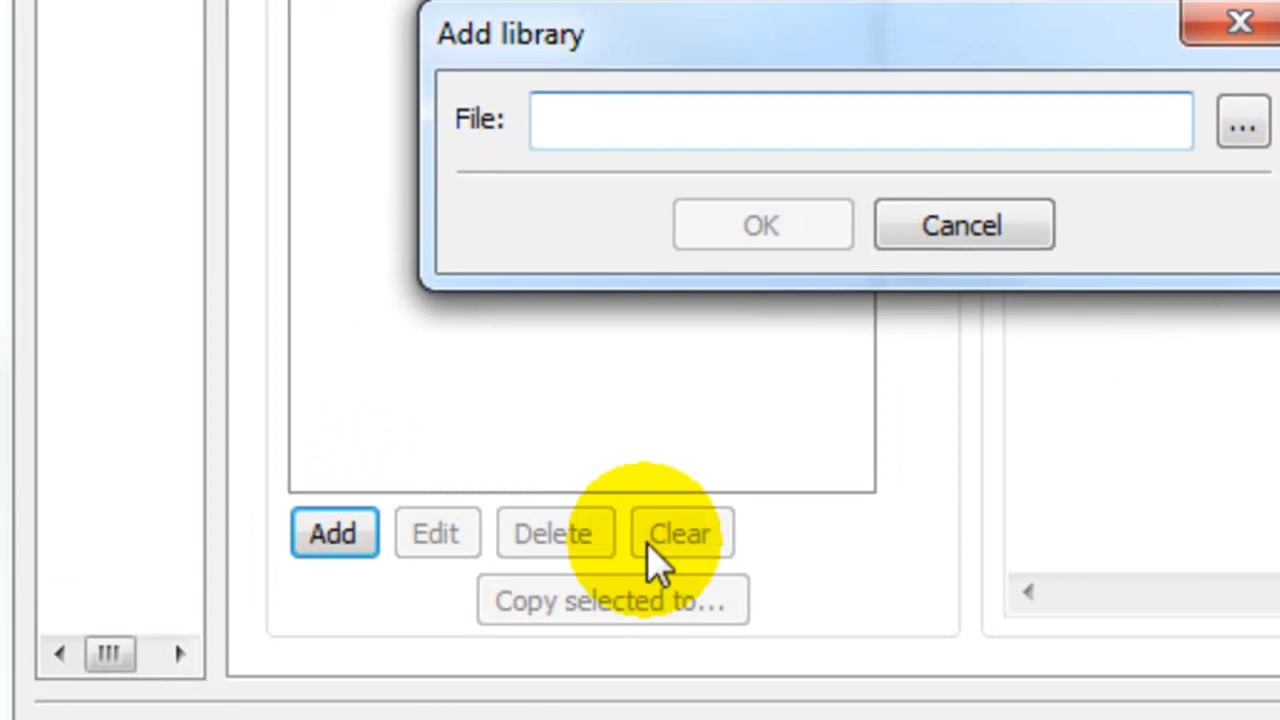 Add library
File:
...
OK Cancel
Add Edit Delete Clear
Copy selected to...